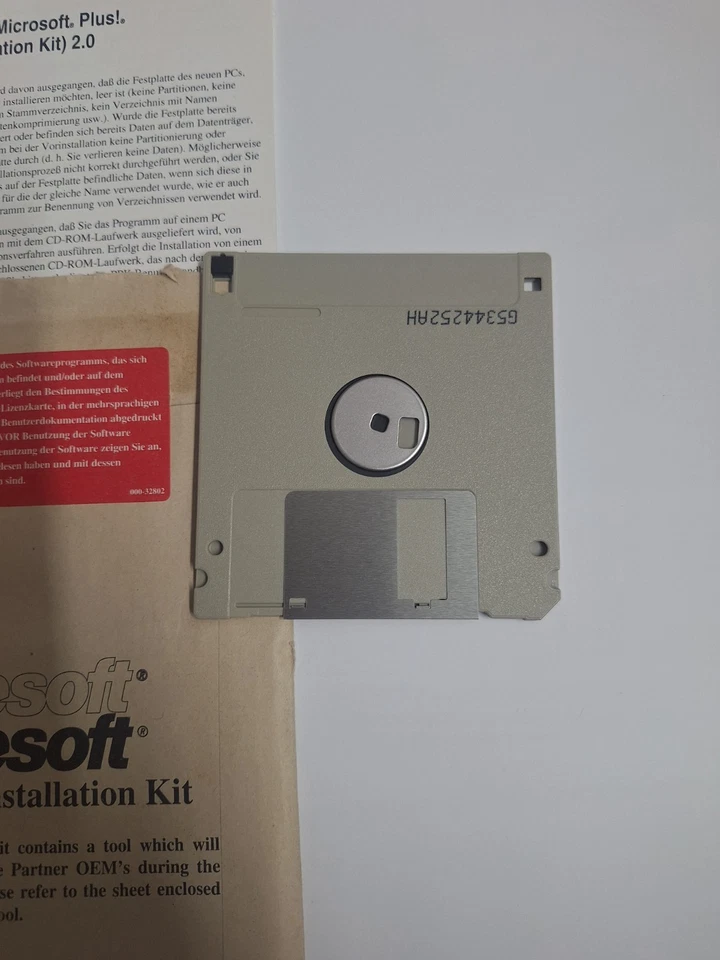 Microsoft® Plus!®
ation Kit) 2.0
d davon ausgegangen, daß die Festplatte des neuen PCs,
installieren möchten, leer ist (keine Partitionen, keine
Stammverzeichnis, kein Verzeichnis mit Namen
tenkomprimierung usw.). Wurde die Festplatte bereits
ert oder befinden sich bereits Daten auf dem Datenträger,
bei der Vorinstallation keine Partitionierung oder
tte durch (d. h. Sie verlieren keine Daten). Möglicherweise
llationsprozeß nicht korrekt durchgeführt werden, oder Sie
s auf der Festplatte befindliche Daten, wenn sich diese in
für die der gleiche Name verwendet wurde, wie er auch
ramm zur Benennung von Verzeichnissen verwendet wird.
ausgegangen, daß Sie das Programm auf einem PC
n mit dem CD-ROM-Laufwerk ausgeliefert wird, von
onsverfahren ausführen. Erfolgt die Installation von einem
chlossenen CD-ROM-Laufwerk, das nach der
G5344252AH
des Softwareprogramms, das sich
n befindet und/oder auf dem
erliegt den Bestimmungen des
Lizenzkarte, in der mehrsprachigen
Benutzerdokumentation abgedruckt
VOR Benutzung der Software
enutzung der Software zeigen Sie an,
lesen haben und mit dessen
n sind.
000-32802
esoft®
esoft®
stallation Kit
it contains a tool which will
e Partner OEM's during the
se refer to the sheet enclosed
ool.